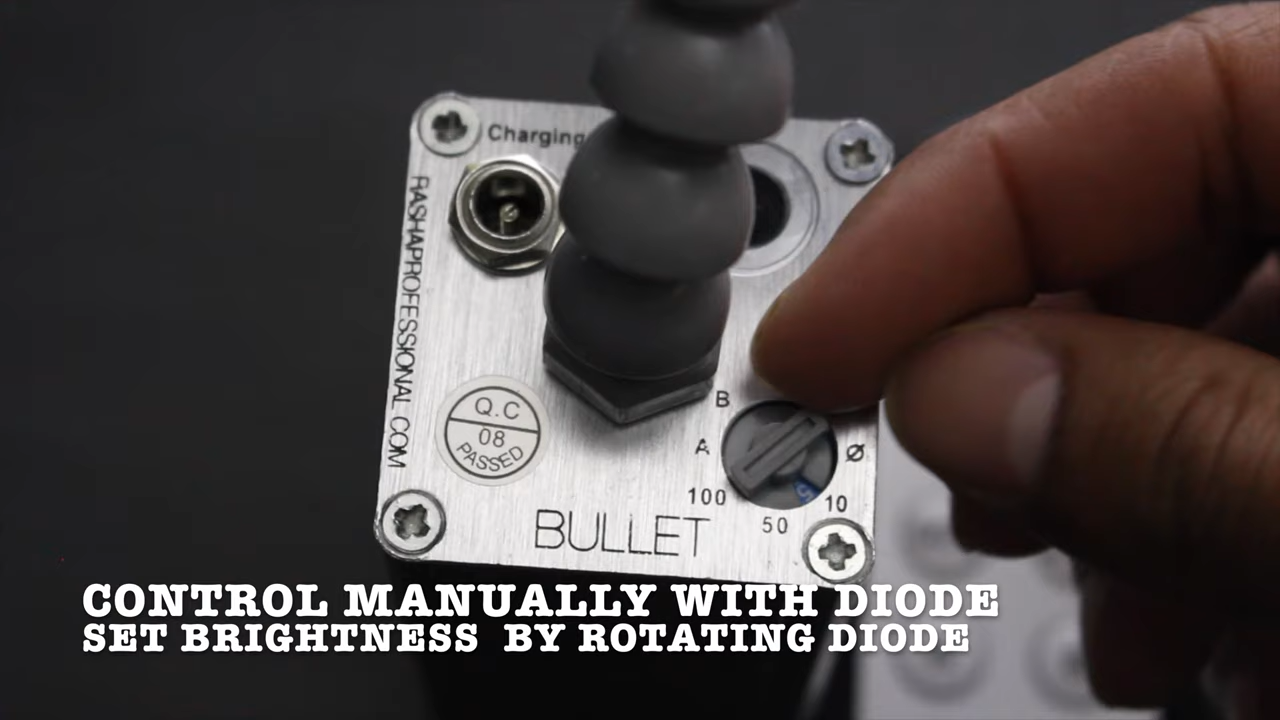 Charging
RASHAPROFESSIONAL.COM
Q.C
08
PASSED
B
A
Ø
100
50
10
BULLET
CONTROL MANUALLY WITH DIODE
SET BRIGHTNESS BY ROTATING DIODE